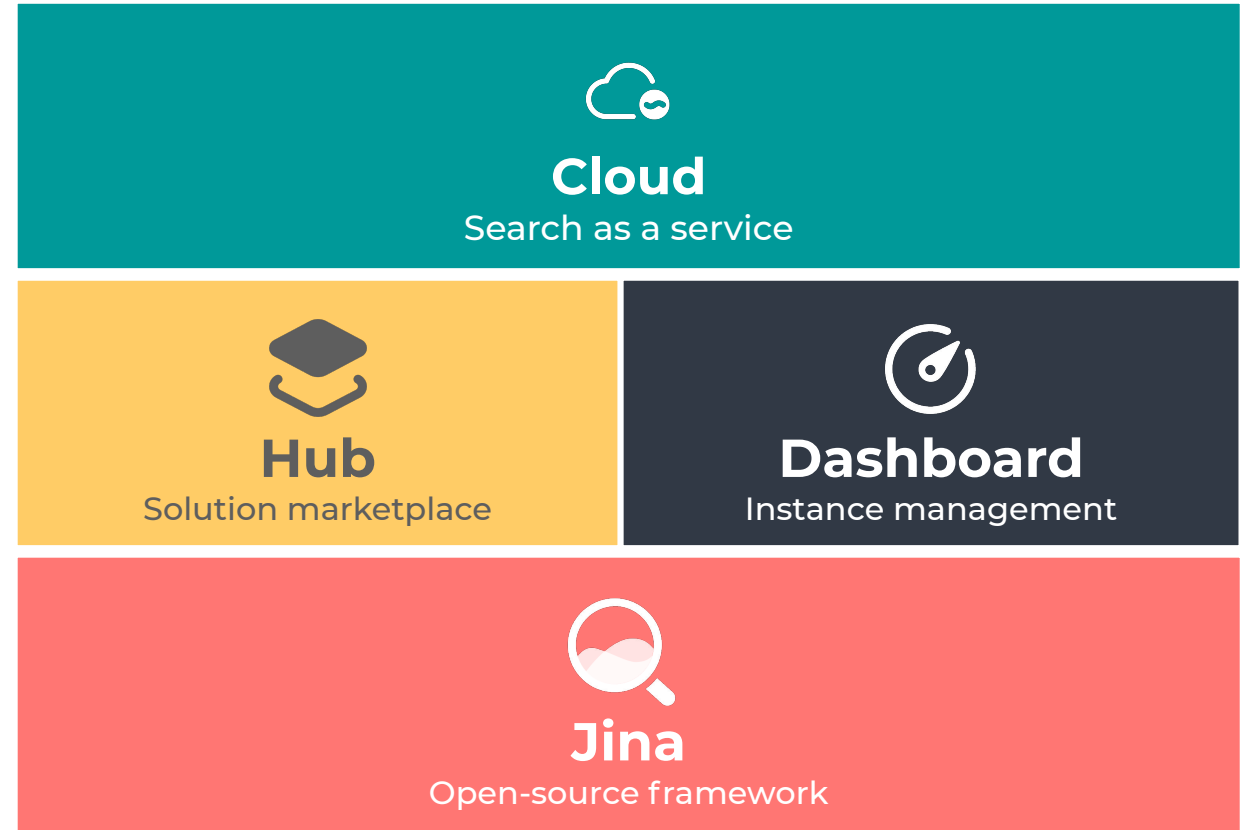 Cloud
Search as a service
Hub
Solution marketplace
Dashboard
Instance management
Jina
Open-source framework